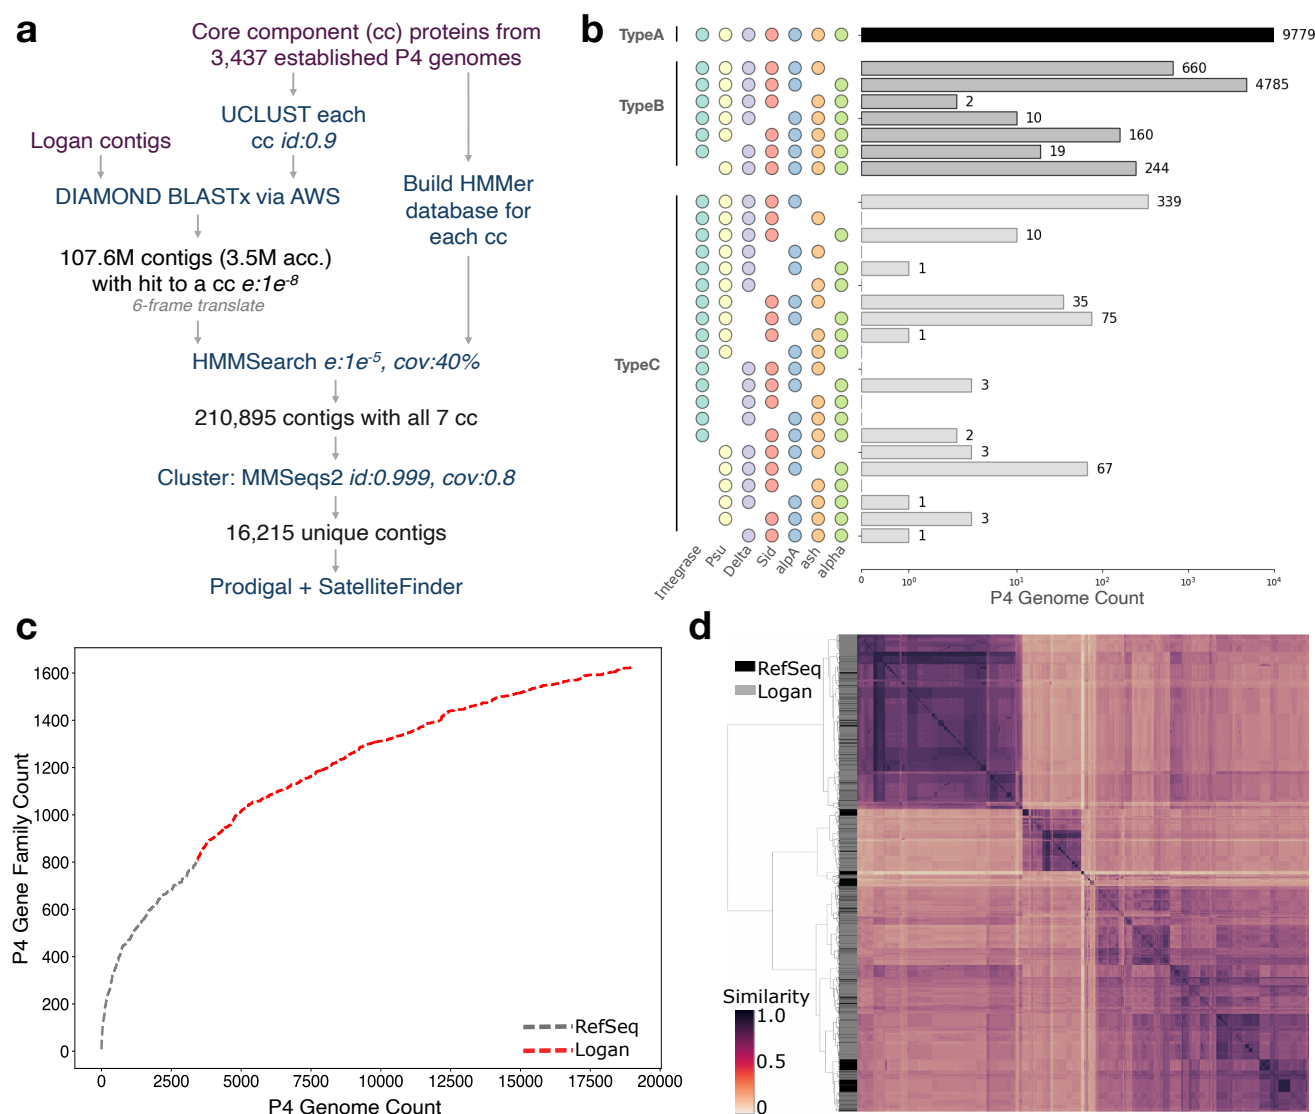 a
Core component (cc) proteins from
3,437 established P4 genomes
UCLUST each
cc id:0.9
Logan contigs
DIAMOND BLASTx via AWS
Build HMMer
database for
each cc
107.6M contigs (3.5M acc.)
with hit to a cc e:1e-8
6-frame translate
HMMSearch e:1e-5, cov:40%
210,895 contigs with all 7 cc
Cluster: MMSeqs2 id:0.999, cov:0.8
16,215 unique contigs
Prodigal + SatelliteFinder
b
TypeA
9779
TypeB
660
4785
2
10
160
19
244
TypeC
339
10
1
35
75
1
3
2
3
67
1
3
1
Integrase
Psu
Delta
Sid
alpA
ash
alpha
0
10^0
10^1
10^2
10^3
10^4
P4 Genome Count
c
P4 Gene Family Count
1600
1400
1200
1000
800
600
400
200
0
RefSeq
Logan
0
2500
5000
7500
10000
12500
15000
17500
20000
P4 Genome Count
d
RefSeq
Logan
Similarity
1.0
0.5
0